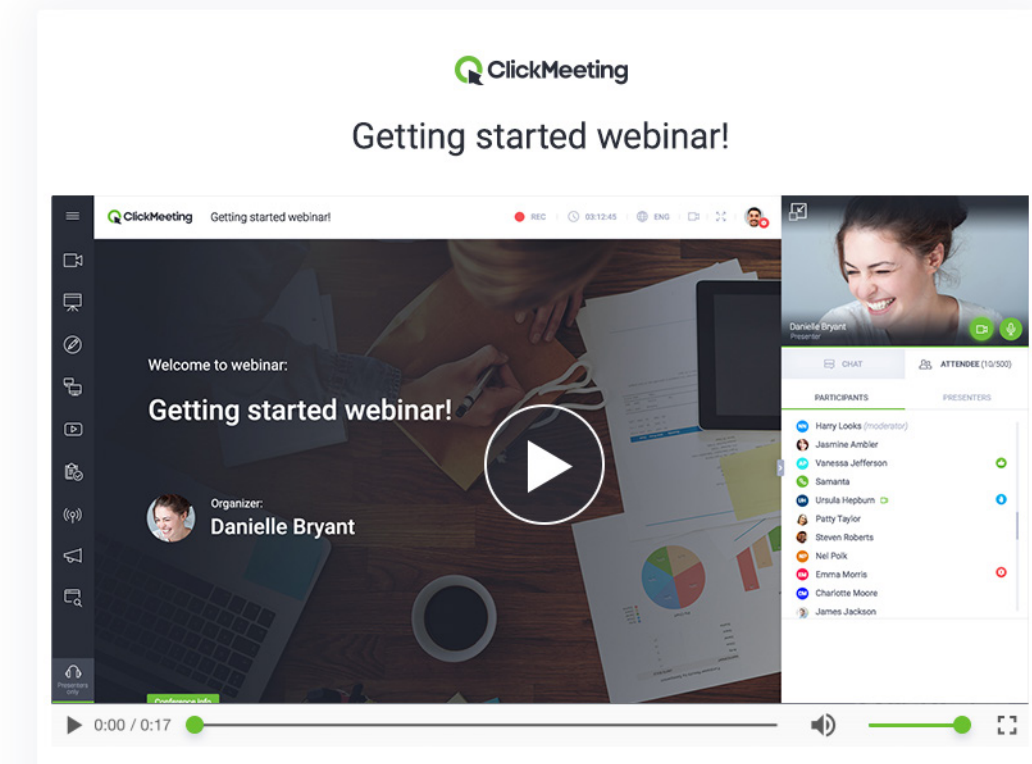 ClickMeeting
Getting started webinar!
ClickMeeting Getting started webinar! REC 03:12:45 ENG
Welcome to webinar:
Getting started webinar!
Organizer:
Danielle Bryant
Danielle Bryant
Presenter
CHAT ATTENDEE (10/500)
PARTICIPANTS PRESENTERS
Harry Looks (moderator)
Jasmine Ambler
Vanessa Jefferson
Samanta
Ursula Hepburn
Patty Taylor
Steven Roberts
Nel Polk
Emma Morris
Charlotte Moore
James Jackson
Presenters
only
Conference Info
0:00 / 0:17